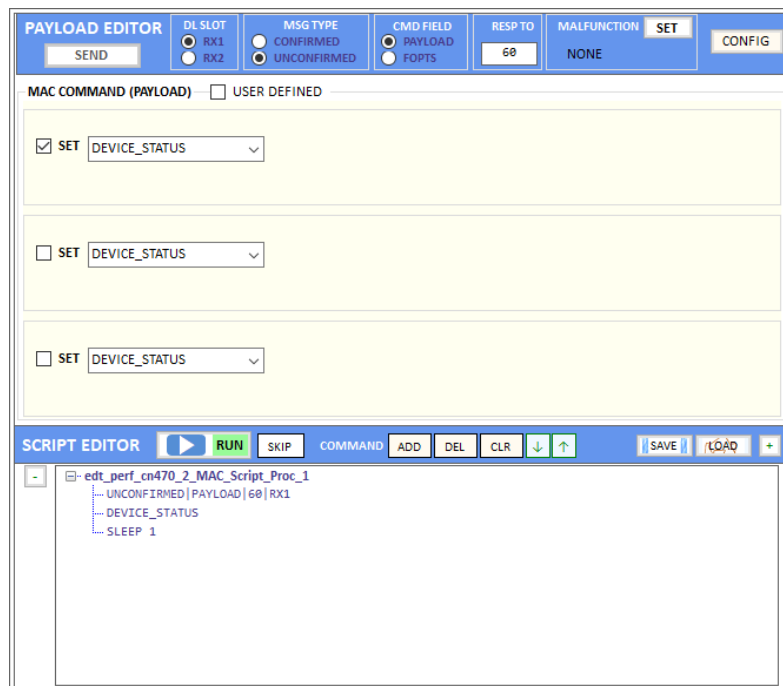 PAYLOAD EDITOR
SEND
DL SLOT
RX1
RX2
MSG TYPE
CONFIRMED
UNCONFIRMED
CMD FIELD
PAYLOAD
FOPTS
RESP TO
60
MALFUNCTION SET
NONE
CONFIG
MAC COMMAND (PAYLOAD) USER DEFINED
SET DEVICE_STATUS
SET DEVICE_STATUS
SET DEVICE_STATUS
SCRIPT EDITOR RUN SKIP COMMAND ADD DEL CLR ↓ ↑ SAVE LOAD +
- edt_perf_cn470_2_MAC_Script_Proc_1
UNCONFIRMED|PAYLOAD|60|RX1
DEVICE_STATUS
SLEEP 1